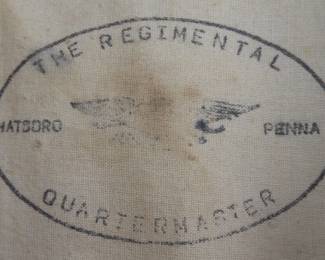 THE REGIMENTAL
HATBORO PENNA
QUARTERMASTER